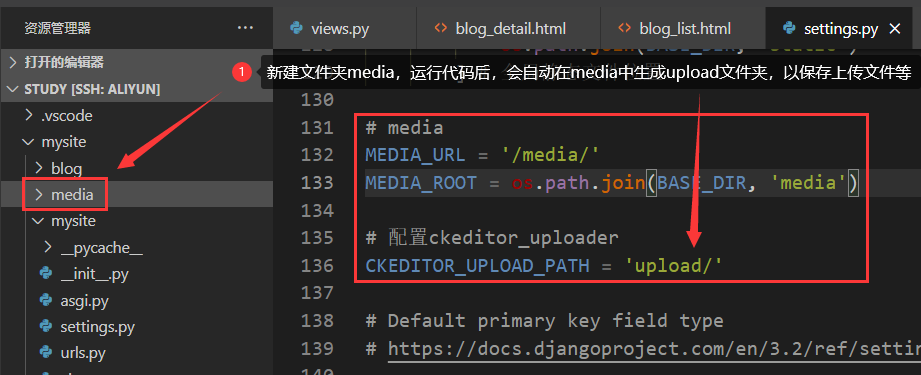 资源管理器 ···
views.py
blog_detail.html
blog_list.html
settings.py ×
打开的编辑器
STUDY [SSH: ALIYUN]
.vscode
mysite
blog
media
mysite
__pycache__
__init__.py
asgi.py
settings.py
urls.py
1 新建文件夹media，运行代码后，会自动在media中生成upload文件夹，以保存上传文件等
130
131 # media
132 MEDIA_URL = '/media/'
133 MEDIA_ROOT = os.path.join(BASE_DIR, 'media')
134
135 # 配置ckeditor_uploader
136 CKEDITOR_UPLOAD_PATH = 'upload/'
137
138 # Default primary key field type
139 # https://docs.djangoproject.com/en/3.2/ref/settin